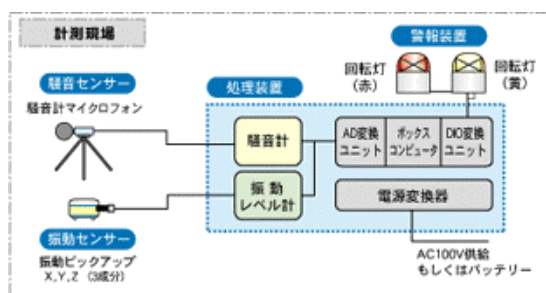 計測現場
警報装置
騒音センサー
騒音計マイクロフォン
処理装置
回転灯
(赤)
回転灯
(黄)
騒音計
AD変換
ユニット
ボックス
コンピュータ
DIO変換
ユニット
振動
レベル計
電源変換器
振動センサー
振動ピックアップ
X,Y,Z (3成分)
AC100V供給
もしくはバッテリー